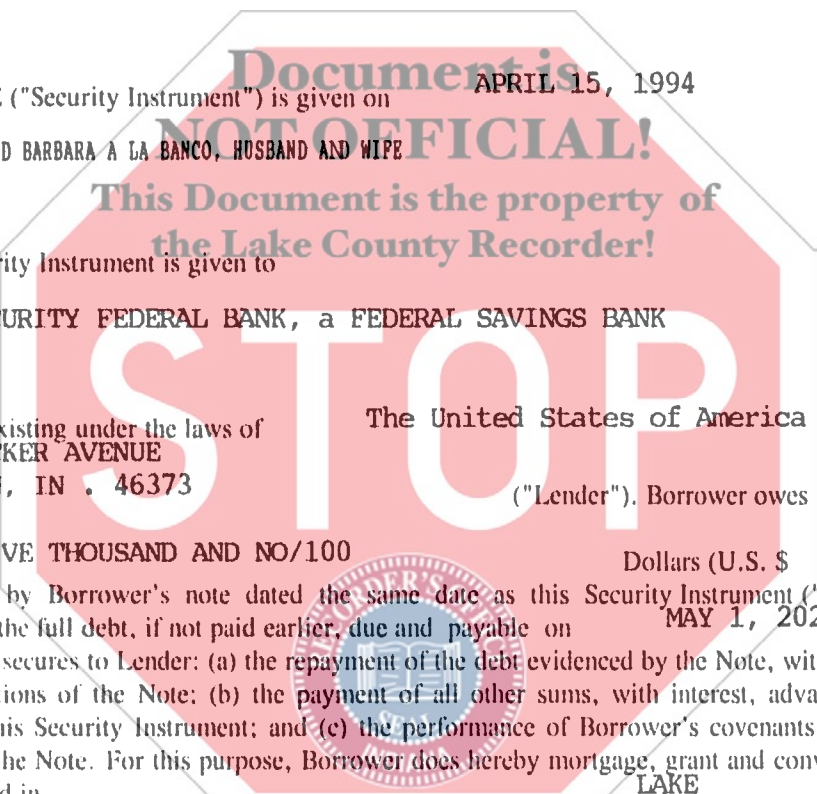 Document is
E ("Security Instrument") is given on APRIL 15, 1994
NOT OFFICIAL!
D BARBARA A LA BANCO, HUSBAND AND WIFE
This Document is the property of
the Lake County Recorder!
rity Instrument is given to
URITY FEDERAL BANK, a FEDERAL SAVINGS BANK
STOP
xisting under the laws of The United States of America
KER AVENUE
, IN . 46373
("Lender"). Borrower owes
VE THOUSAND AND NO/100 Dollars (U.S. $
by Borrower's note dated the same date as this Security Instrument ("
the full debt, if not paid earlier, due and payable on MAY 1, 202
secures to Lender: (a) the repayment of the debt evidenced by the Note, wit
tions of the Note; (b) the payment of all other sums, with interest, adva
his Security Instrument; and (c) the performance of Borrower's covenants
the Note. For this purpose, Borrower does hereby mortgage, grant and conv
d in LAKE
SEAL
INDIANA